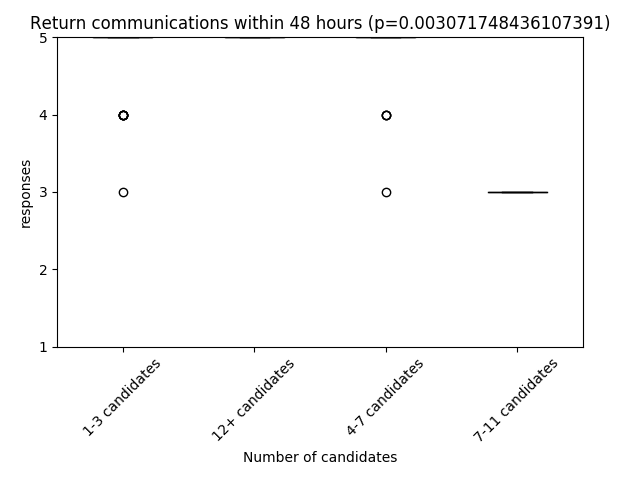 Return communications within 48 hours (p=0.003071748436107391)
5
4
3
2
1
responses
1-3 candidates
12+ candidates
4-7 candidates
7-11 candidates
Number of candidates